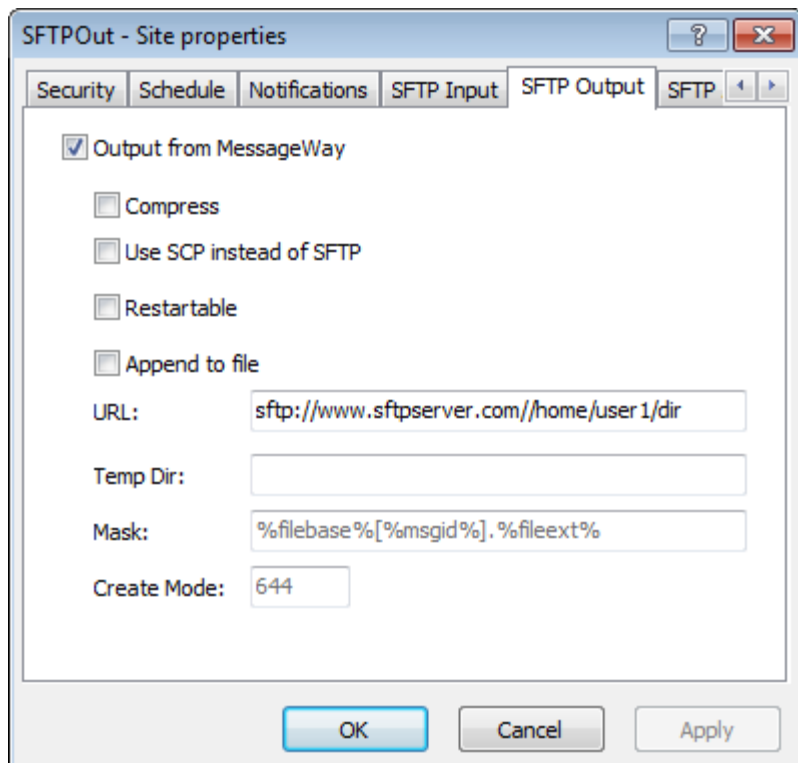 SFTPOut - Site properties
?
Security Schedule Notifications SFTP Input SFTP Output SFTP
Output from MessageWay
Compress
Use SCP instead of SFTP
Restartable
Append to file
URL: sftp://www.sftpserver.com//home/user1/dir
Temp Dir:
Mask: %filebase%[%msgid%].%fileext%
Create Mode: 644
OK Cancel Apply